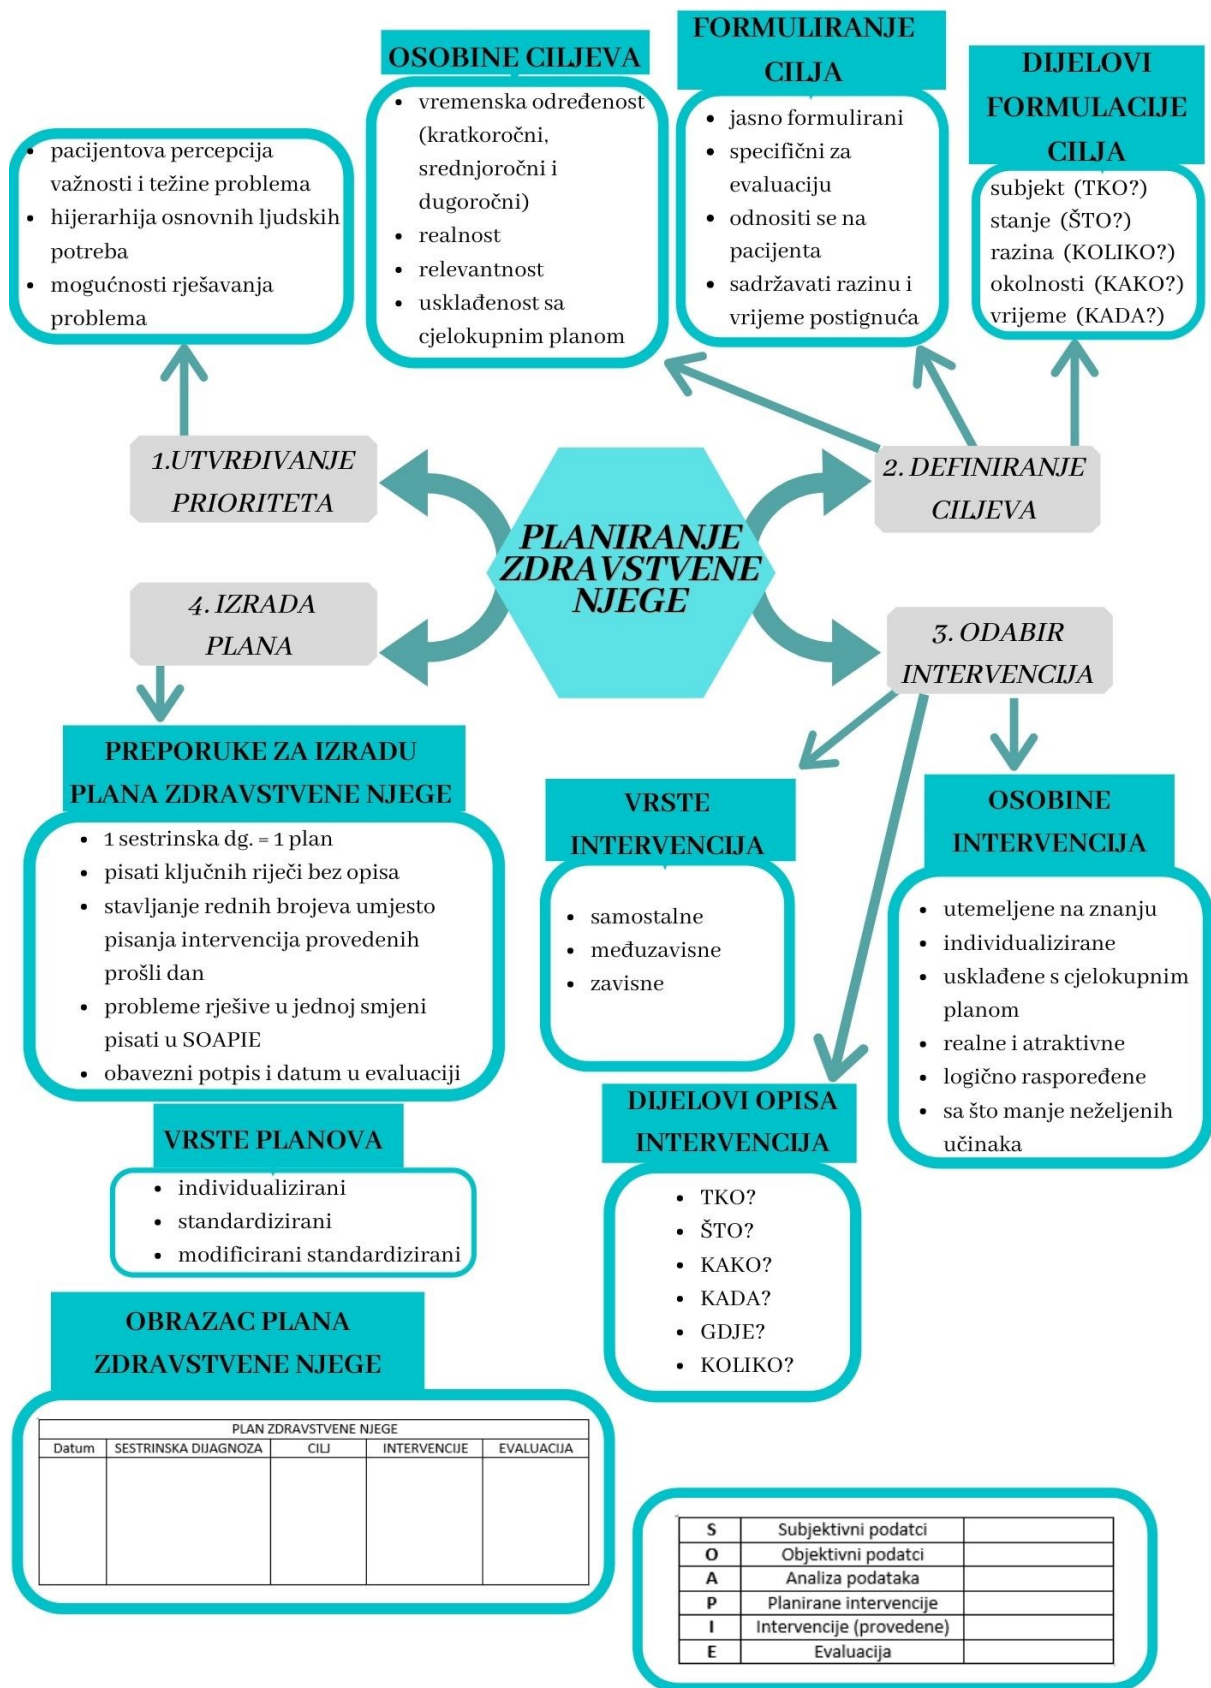 PLANIRANJE
ZDRAVSTVENE
NJEGE
1.UTVRĐIVANJE
PRIORITETA
pacijentova percepcija
važnosti i težine problema
hijerarhija osnovnih ljudskih
potreba
mogućnosti rješavanja
problema
2. DEFINIRANJE
CILJEVA
OSOBINE CILJEVA
vremenska određenost
(kratkoročni,
srednjoročni i
dugoročni)
realnost
relevantnost
usklađenost sa
cjelokupnim planom
FORMULIRANJE
CILJA
jasno formulirani
specifični za
evaluaciju
odnositi se na
pacijenta
sadržavati razinu i
vrijeme postignuća
DIJELOVI
FORMULACIJE
CILJA
subjekt (TKO?)
stanje (ŠTO?)
razina (KOLIKO?)
okolnosti (KAKO?)
vrijeme (KADA?)
3. ODABIR
INTERVENCIJA
VRSTE
INTERVENCIJA
samostalne
međuzavisne
zavisne
DIJELOVI OPISA
INTERVENCIJA
TKO?
ŠTO?
KAKO?
KADA?
GDJE?
KOLIKO?
OSOBINE
INTERVENCIJA
utemeljene na znanju
individualizirane
usklađene s cjelokupnim
planom
realne i atraktivne
logično raspoređene
sa što manje neželjenih
učinaka
4. IZRADA
PLANA
PREPORUKE ZA IZRADU
PLANA ZDRAVSTVENE NJEGE
1 sestrinska dg. = 1 plan
pisati ključnih riječi bez opisa
stavljanje rednih brojeva umjesto
pisanja intervencija provedenih
prošli dan
probleme rješive u jednoj smjeni
pisati u SOAPIE
obavezni potpis i datum u evaluaciji
VRSTE PLANOVA
individualizirani
standardizirani
modificirani standardizirani
OBRAZAC PLANA
ZDRAVSTVENE NJEGE
PLAN ZDRAVSTVENE NJEGE
Datum SESTRINSKA DIJAGNOZA CILJ INTERVENCIJE EVALUACIJA
S Subjektivni podatci
O Objektivni podatci
A Analiza podataka
P Planirane intervencije
I Intervencije (provedene)
E Evaluacija